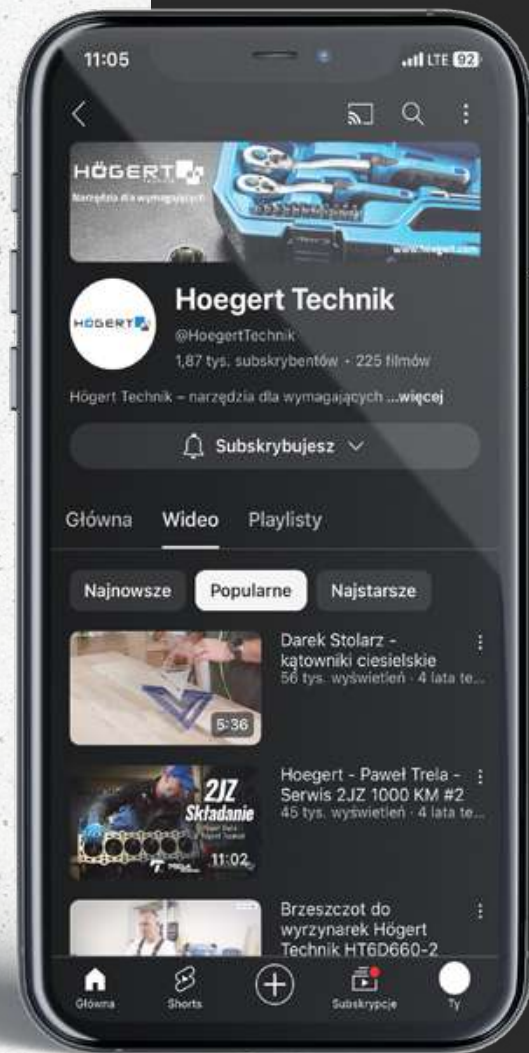 11:05
LTE 92
HÖGERT
TECHNIK
Narzędzia dla wymagających
www.hoegert.com
HÖGERT
Hoegert Technik
@HoegertTechnik
1,87 tys. subskrybentów • 225 filmów
Högert Technik – narzędzia dla wymagających ...więcej
Subskrybujesz
Główna Wideo Playlisty
Najnowsze Popularne Najstarsze
Darek Stolarz -
kątowniki ciesielskie
56 tys. wyświetleń · 4 lata te...
5:36
Hoegert - Paweł Trela -
Serwis 2JZ 1000 KM #2
45 tys. wyświetleń · 4 lata te...
2JZ
Składanie
11:02
Brzeszczot do
wyrzynarek Högert
Technik HT6D660-2
Główna
Shorts
Subskrypcje
Ty